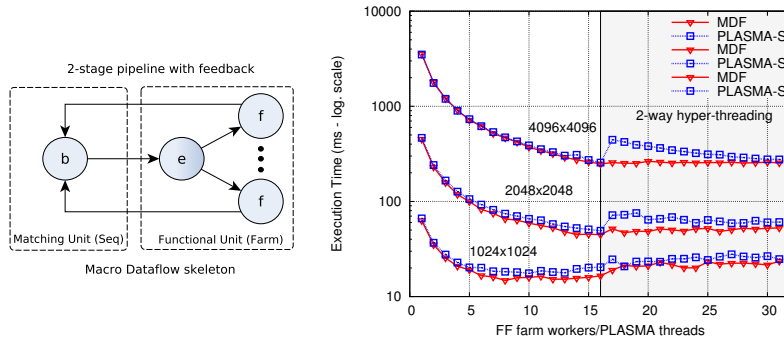 2-stage pipeline with feedback
f
b
e
f
Matching Unit (Seq)
Functional Unit (Farm)
Macro Dataflow skeleton
Execution Time (ms - log. scale)
10000
1000
100
10
0
5
10
15
20
25
30
FF farm workers/PLASMA threads
MDF
PLASMA-S
MDF
PLASMA-S
MDF
PLASMA-S
2-way hyper-threading
4096x4096
2048x2048
1024x1024